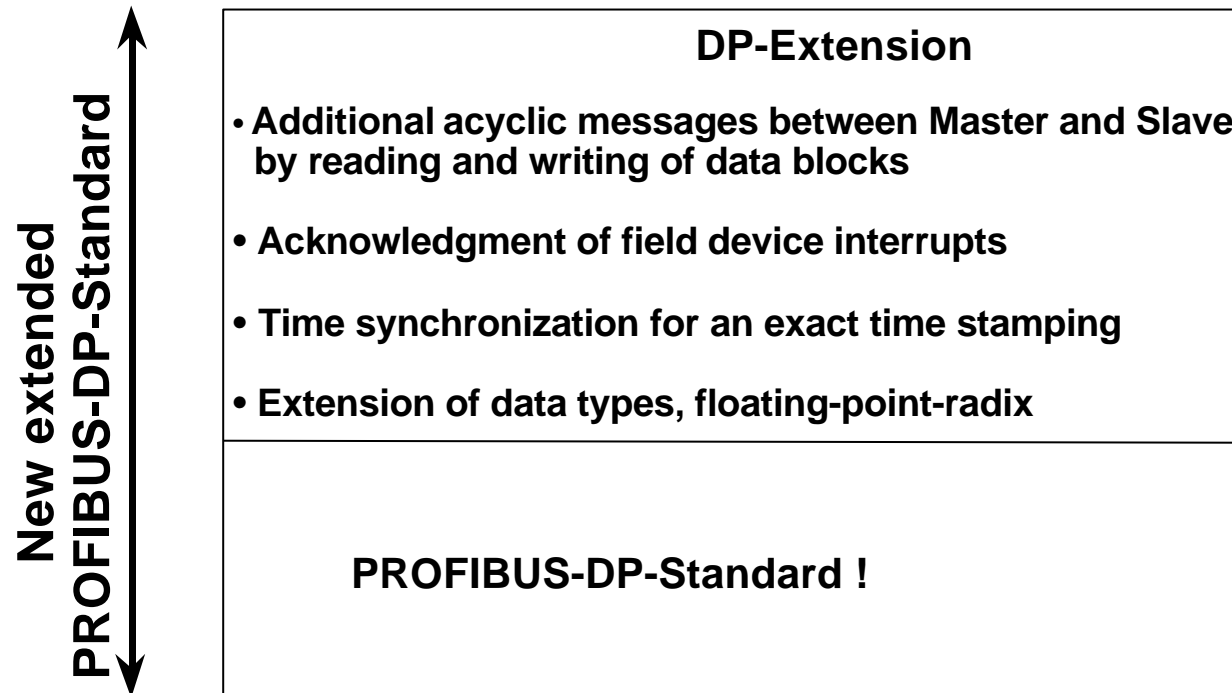 New extended
PROFIBUS-DP-Standard
DP-Extension
• Additional acyclic messages between Master and Slave
by reading and writing of data blocks
• Acknowledgment of field device interrupts
• Time synchronization for an exact time stamping
• Extension of data types, floating-point-radix
PROFIBUS-DP-Standard !